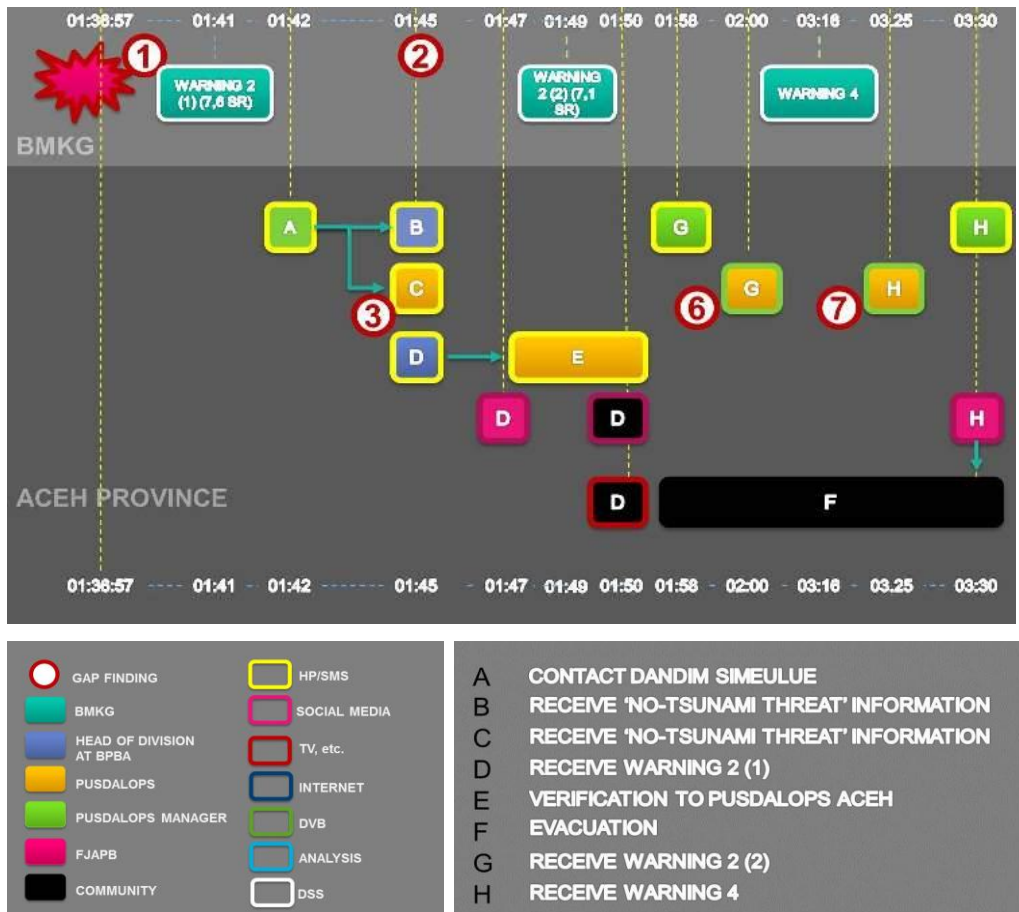 01:36:57 ---- 01:41 - 01:42 ---- 01:45 - 01:47 - 01:49 01:50 01:58 - 02:00 - 03:16 - 03.25 --- 03:30
1
2
WARNING 2
(1) (7,6 SR)
WARNING
2 (2) (7,1
SR)
WARNING 4
BMKG
A
B
G
H
C
G
H
3
6
7
D
E
D
D
H
ACEH PROVINCE
D
F
01:36:57 ---- 01:41 - 01:42 ---- 01:45 - 01:47 - 01:49 01:50 01:58 - 02:00 - 03:16 - 03.25 --- 03:30
GAP FINDING
BMKG
HEAD OF DIVISION
AT BPBA
PUSDALOPS
PUSDALOPS MANAGER
FJAPB
COMMUNITY
HP/SMS
SOCIAL MEDIA
TV, etc.
INTERNET
DVB
ANALYSIS
DSS
A CONTACT DANDIM SIMEULUE
B RECEIVE 'NO-TSUNAMI THREAT' INFORMATION
C RECEIVE 'NO-TSUNAMI THREAT' INFORMATION
D RECEIVE WARNING 2 (1)
E VERIFICATION TO PUSDALOPS ACEH
F EVACUATION
G RECEIVE WARNING 2 (2)
H RECEIVE WARNING 4